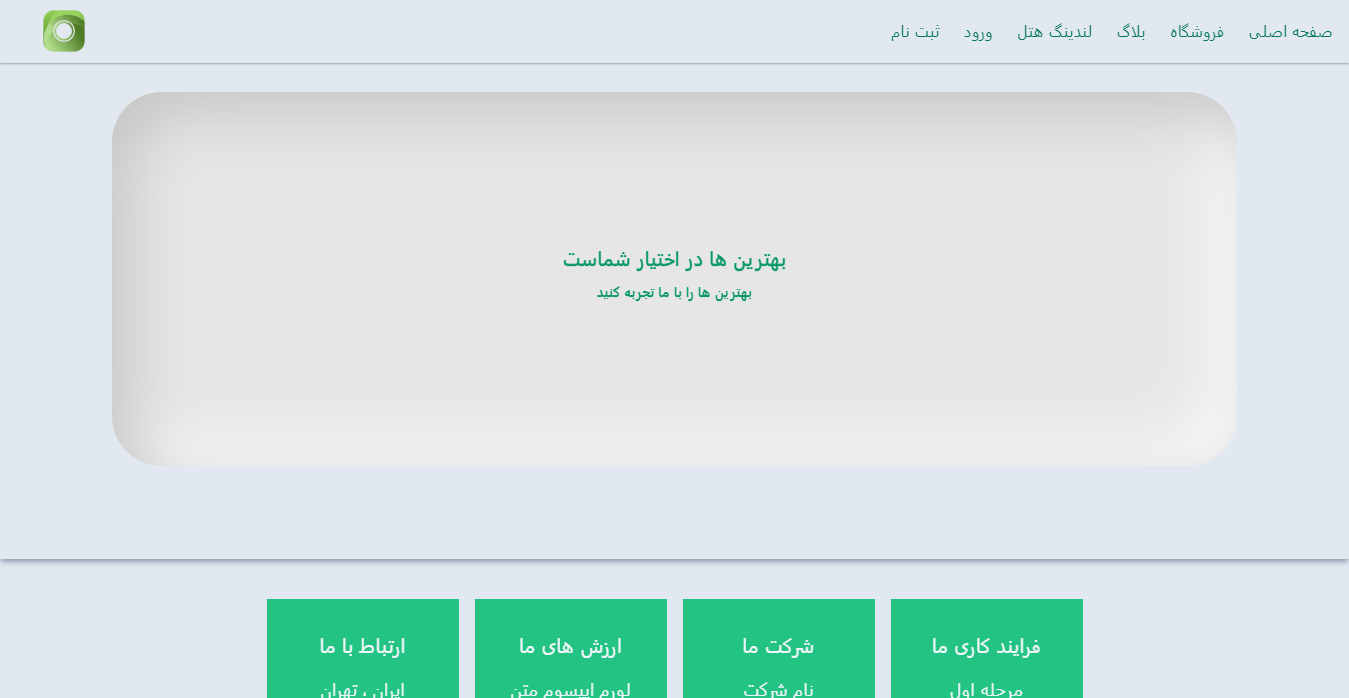 صفحه اصلی فروشگاه بلاگ لندینگ هتل ورود ثبت نام
بهترین ها در اختیار شماست
بهترین ها را با ما تجربه کنید
فرایند کاری ما شرکت ما ارزش های ما ارتباط با ما
مرحله اول نام شرکت لورم ایپسوم متن ایران ، تهران